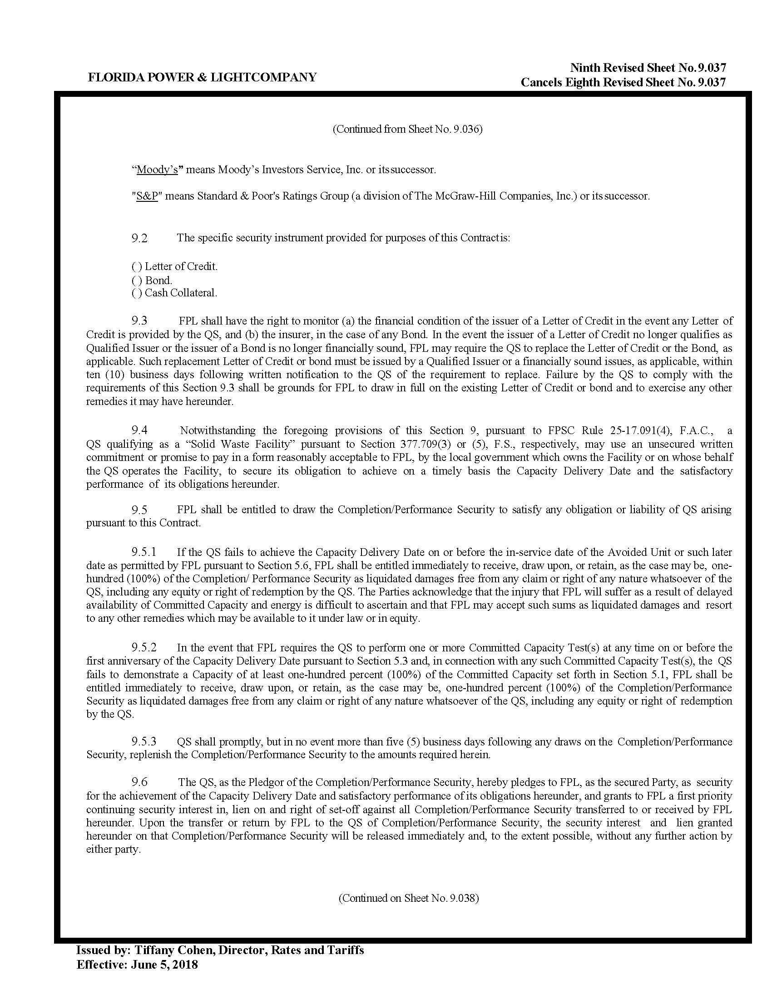 FLORIDA POWER & LIGHTCOMPANY
Ninth Revised Sheet No. 9.037
Cancels Eighth Revised Sheet No. 9.037
(Continued from Sheet No. 9.036)
“Moody’s” means Moody’s Investors Service, Inc. or its successor.
"S&P" means Standard & Poor's Ratings Group (a division of The McGraw-Hill Companies, Inc.) or its successor.
9.2 The specific security instrument provided for purposes of this Contract is:
( ) Letter of Credit.
( ) Bond.
( ) Cash Collateral.
9.3 FPL shall have the right to monitor (a) the financial condition of the issuer of a Letter of Credit in the event any Letter of
Credit is provided by the QS, and (b) the insurer, in the case of any Bond. In the event the issuer of a Letter of Credit no longer qualifies as
Qualified Issuer or the issuer of a Bond is no longer financially sound, FPL may require the QS to replace the Letter of Credit or the Bond, as
applicable. Such replacement Letter of Credit or bond must be issued by a Qualified Issuer or a financially sound issues, as applicable, within
ten (10) business days following written notification to the QS of the requirement to replace. Failure by the QS to comply with the
requirements of this Section 9.3 shall be grounds for FPL to draw in full on the existing Letter of Credit or bond and to exercise any other
remedies it may have hereunder.
9.4 Notwithstanding the foregoing provisions of this Section 9, pursuant to FPSC Rule 25-17.091(4), F.A.C., a
QS qualifying as a “Solid Waste Facility” pursuant to Section 377.709(3) or (5), F.S., respectively, may use an unsecured written
commitment or promise to pay in a form reasonably acceptable to FPL, by the local government which owns the Facility or on whose behalf
the QS operates the Facility, to secure its obligation to achieve on a timely basis the Capacity Delivery Date and the satisfactory
performance of its obligations hereunder.
9.5 FPL shall be entitled to draw the Completion/Performance Security to satisfy any obligation or liability of QS arising
pursuant to this Contract.
9.5.1 If the QS fails to achieve the Capacity Delivery Date on or before the in-service date of the Avoided Unit or such later
date as permitted by FPL pursuant to Section 5.6, FPL shall be entitled immediately to receive, draw upon, or retain, as the case may be, one-
hundred (100%) of the Completion/ Performance Security as liquidated damages free from any claim or right of any nature whatsoever of the
QS, including any equity or right of redemption by the QS. The Parties acknowledge that the injury that FPL will suffer as a result of delayed
availability of Committed Capacity and energy is difficult to ascertain and that FPL may accept such sums as liquidated damages and resort
to any other remedies which may be available to it under law or in equity.
9.5.2 In the event that FPL requires the QS to perform one or more Committed Capacity Test(s) at any time on or before the
first anniversary of the Capacity Delivery Date pursuant to Section 5.3 and, in connection with any such Committed Capacity Test(s), the QS
fails to demonstrate a Capacity of at least one-hundred percent (100%) of the Committed Capacity set forth in Section 5.1, FPL shall be
entitled immediately to receive, draw upon, or retain, as the case may be, one-hundred percent (100%) of the Completion/Performance
Security as liquidated damages free from any claim or right of any nature whatsoever of the QS, including any equity or right of redemption
by the QS.
9.5.3 QS shall promptly, but in no event more than five (5) business days following any draws on the Completion/Performance
Security, replenish the Completion/Performance Security to the amounts required herein.
9.6 The QS, as the Pledgor of the Completion/Performance Security, hereby pledges to FPL, as the secured Party, as security
for the achievement of the Capacity Delivery Date and satisfactory performance of its obligations hereunder, and grants to FPL a first priority
continuing security interest in, lien on and right of set-off against all Completion/Performance Security transferred to or received by FPL
hereunder. Upon the transfer or return by FPL to the QS of Completion/Performance Security, the security interest and lien granted
hereunder on that Completion/Performance Security will be released immediately and, to the extent possible, without any further action by
either party.
(Continued on Sheet No. 9.038)
Issued by: Tiffany Cohen, Director, Rates and Tariffs
Effective: June 5, 2018